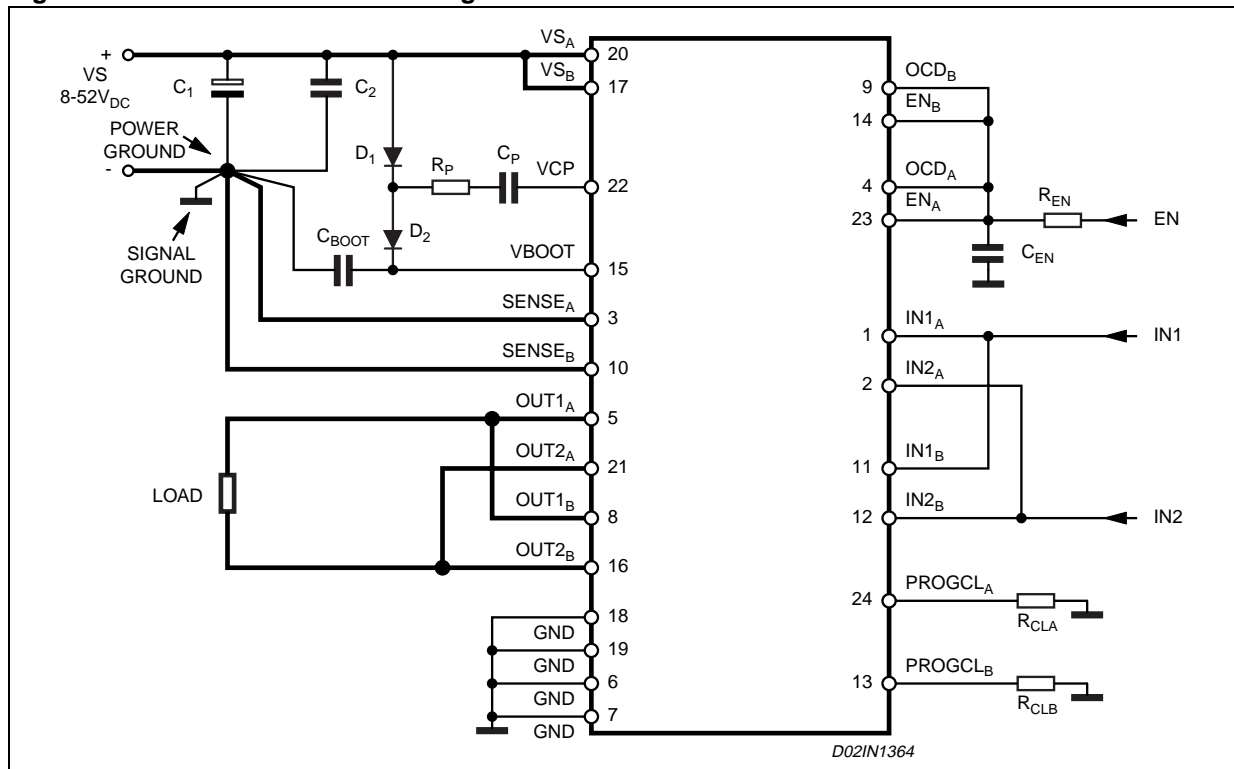 +
VS
8-52VDC
POWER
GROUND
-
SIGNAL
GROUND
C1
C2
D1
RP
CP
D2
CBOOT
VSA
20
VSB
17
VCP
22
VBOOT
15
SENSEA
3
SENSEB
10
OUT1A
5
OUT2A
21
OUT1B
8
OUT2B
16
LOAD
18
GND
19
GND
6
GND
7
GND
9
OCDB
14
ENB
4
OCDA
23
ENA
REN
EN
CEN
1
IN1A
IN1
2
IN2A
11
IN1B
12
IN2B
IN2
24
PROGCLA
RCLA
13
PROGCLB
RCLB
D02IN1364